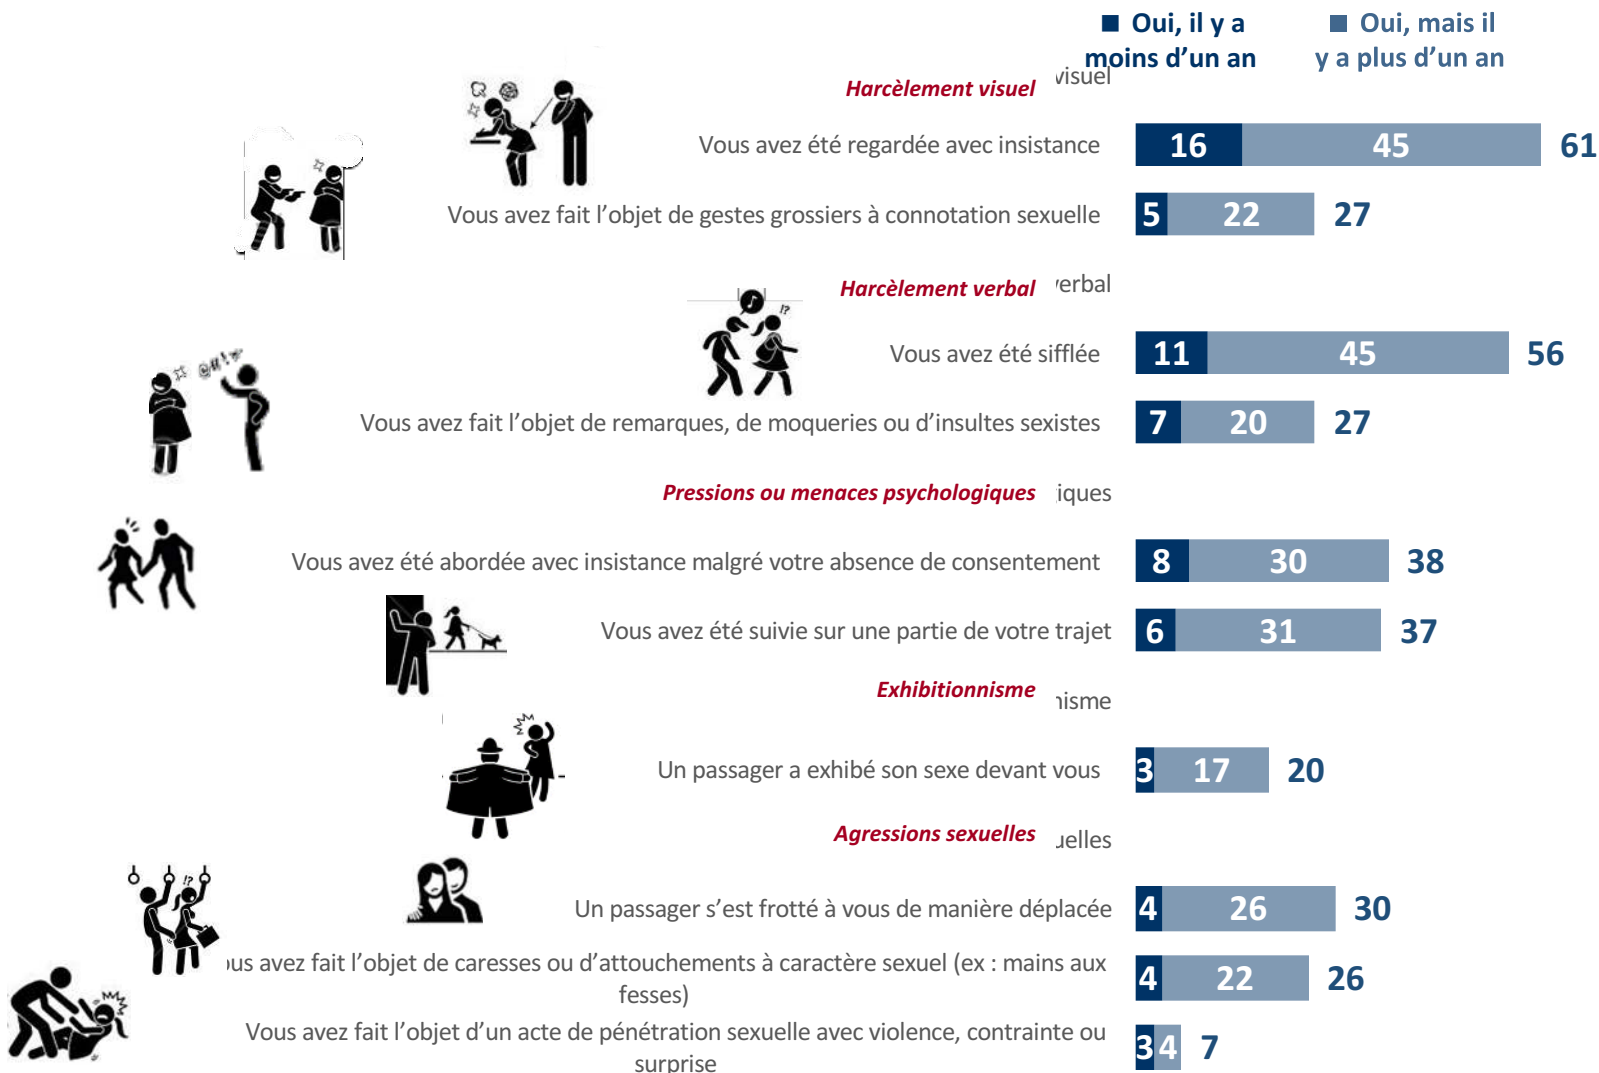 ■ Oui, il y a moins d’un an
■ Oui, mais il y a plus d’un an
Harcèlement visuel visuel
Vous avez été regardée avec insistance 16 45 61
Vous avez fait l’objet de gestes grossiers à connotation sexuelle 5 22 27
Harcèlement verbal verbal
Vous avez été sifflée 11 45 56
Vous avez fait l’objet de remarques, de moqueries ou d’insultes sexistes 7 20 27
Pressions ou menaces psychologiques iques
Vous avez été abordée avec insistance malgré votre absence de consentement 8 30 38
Vous avez été suivie sur une partie de votre trajet 6 31 37
Exhibitionnisme nisme
Un passager a exhibé son sexe devant vous 3 17 20
Agressions sexuelles uelles
Un passager s’est frotté à vous de manière déplacée 4 26 30
us avez fait l’objet de caresses ou d’attouchements à caractère sexuel (ex : mains aux
fesses) 4 22 26
Vous avez fait l’objet d’un acte de pénétration sexuelle avec violence, contrainte ou
surprise 3 4 7